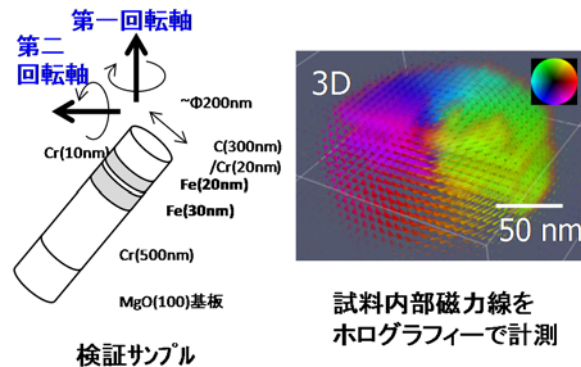 第一回転軸
第二
回転軸
~Φ200nm
Cr(10nm)
C(300nm)
/Cr(20nm)
Fe(20nm)
Fe(30nm)
Cr(500nm)
MgO(100)基板
検証サンプル
3D
50 nm
試料内部磁力線を
ホログラフィーで計測